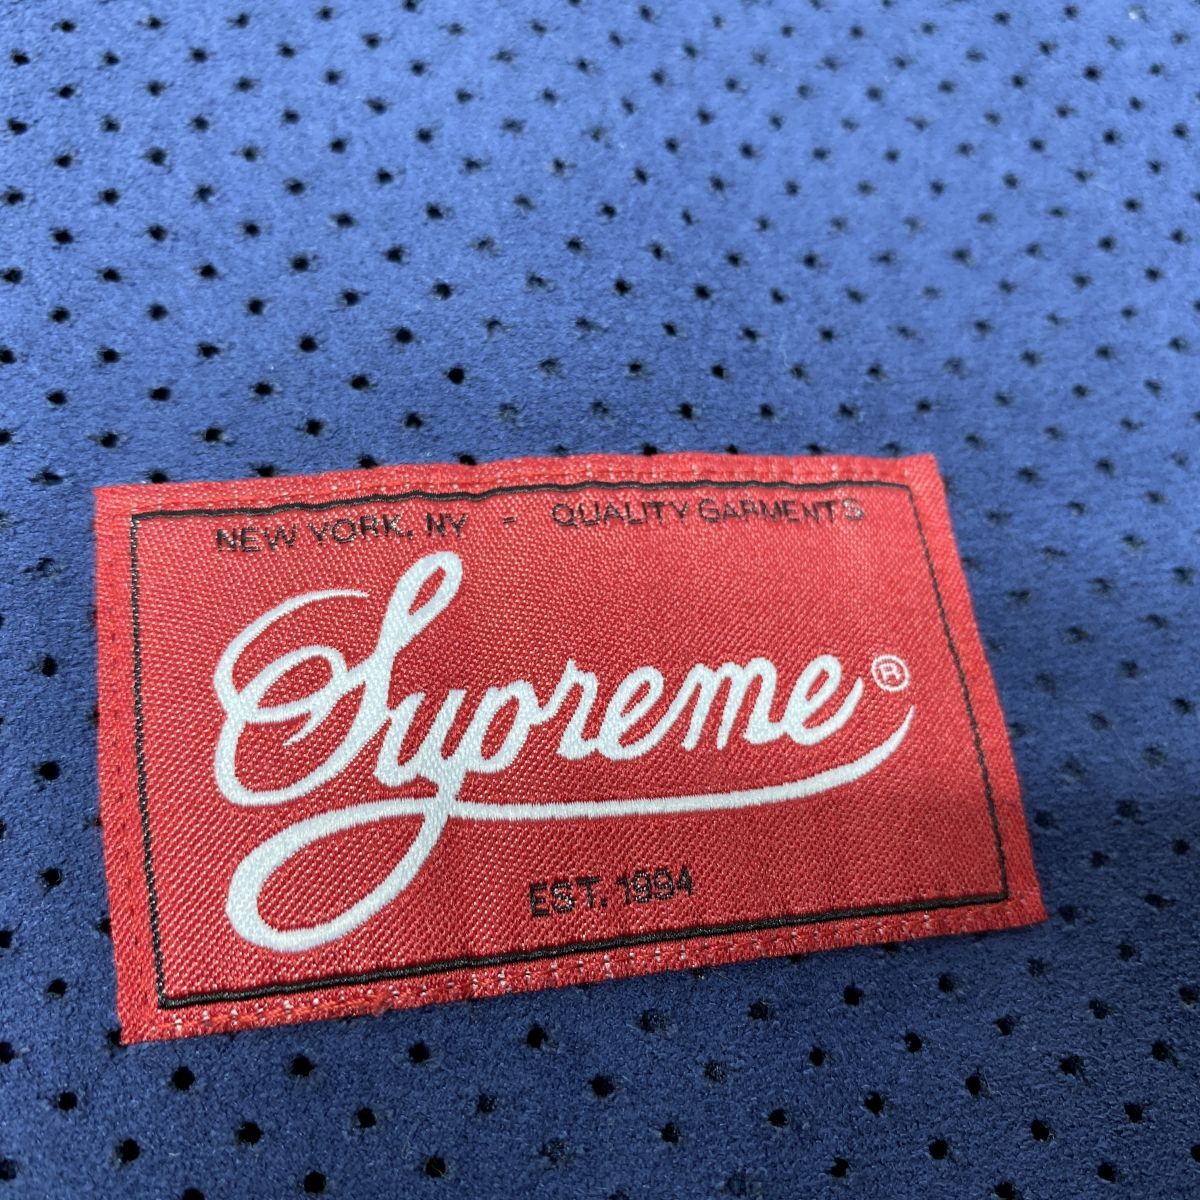 NEW YORK, NY - QUALITY GARMENTS
Supreme®
EST. 1994